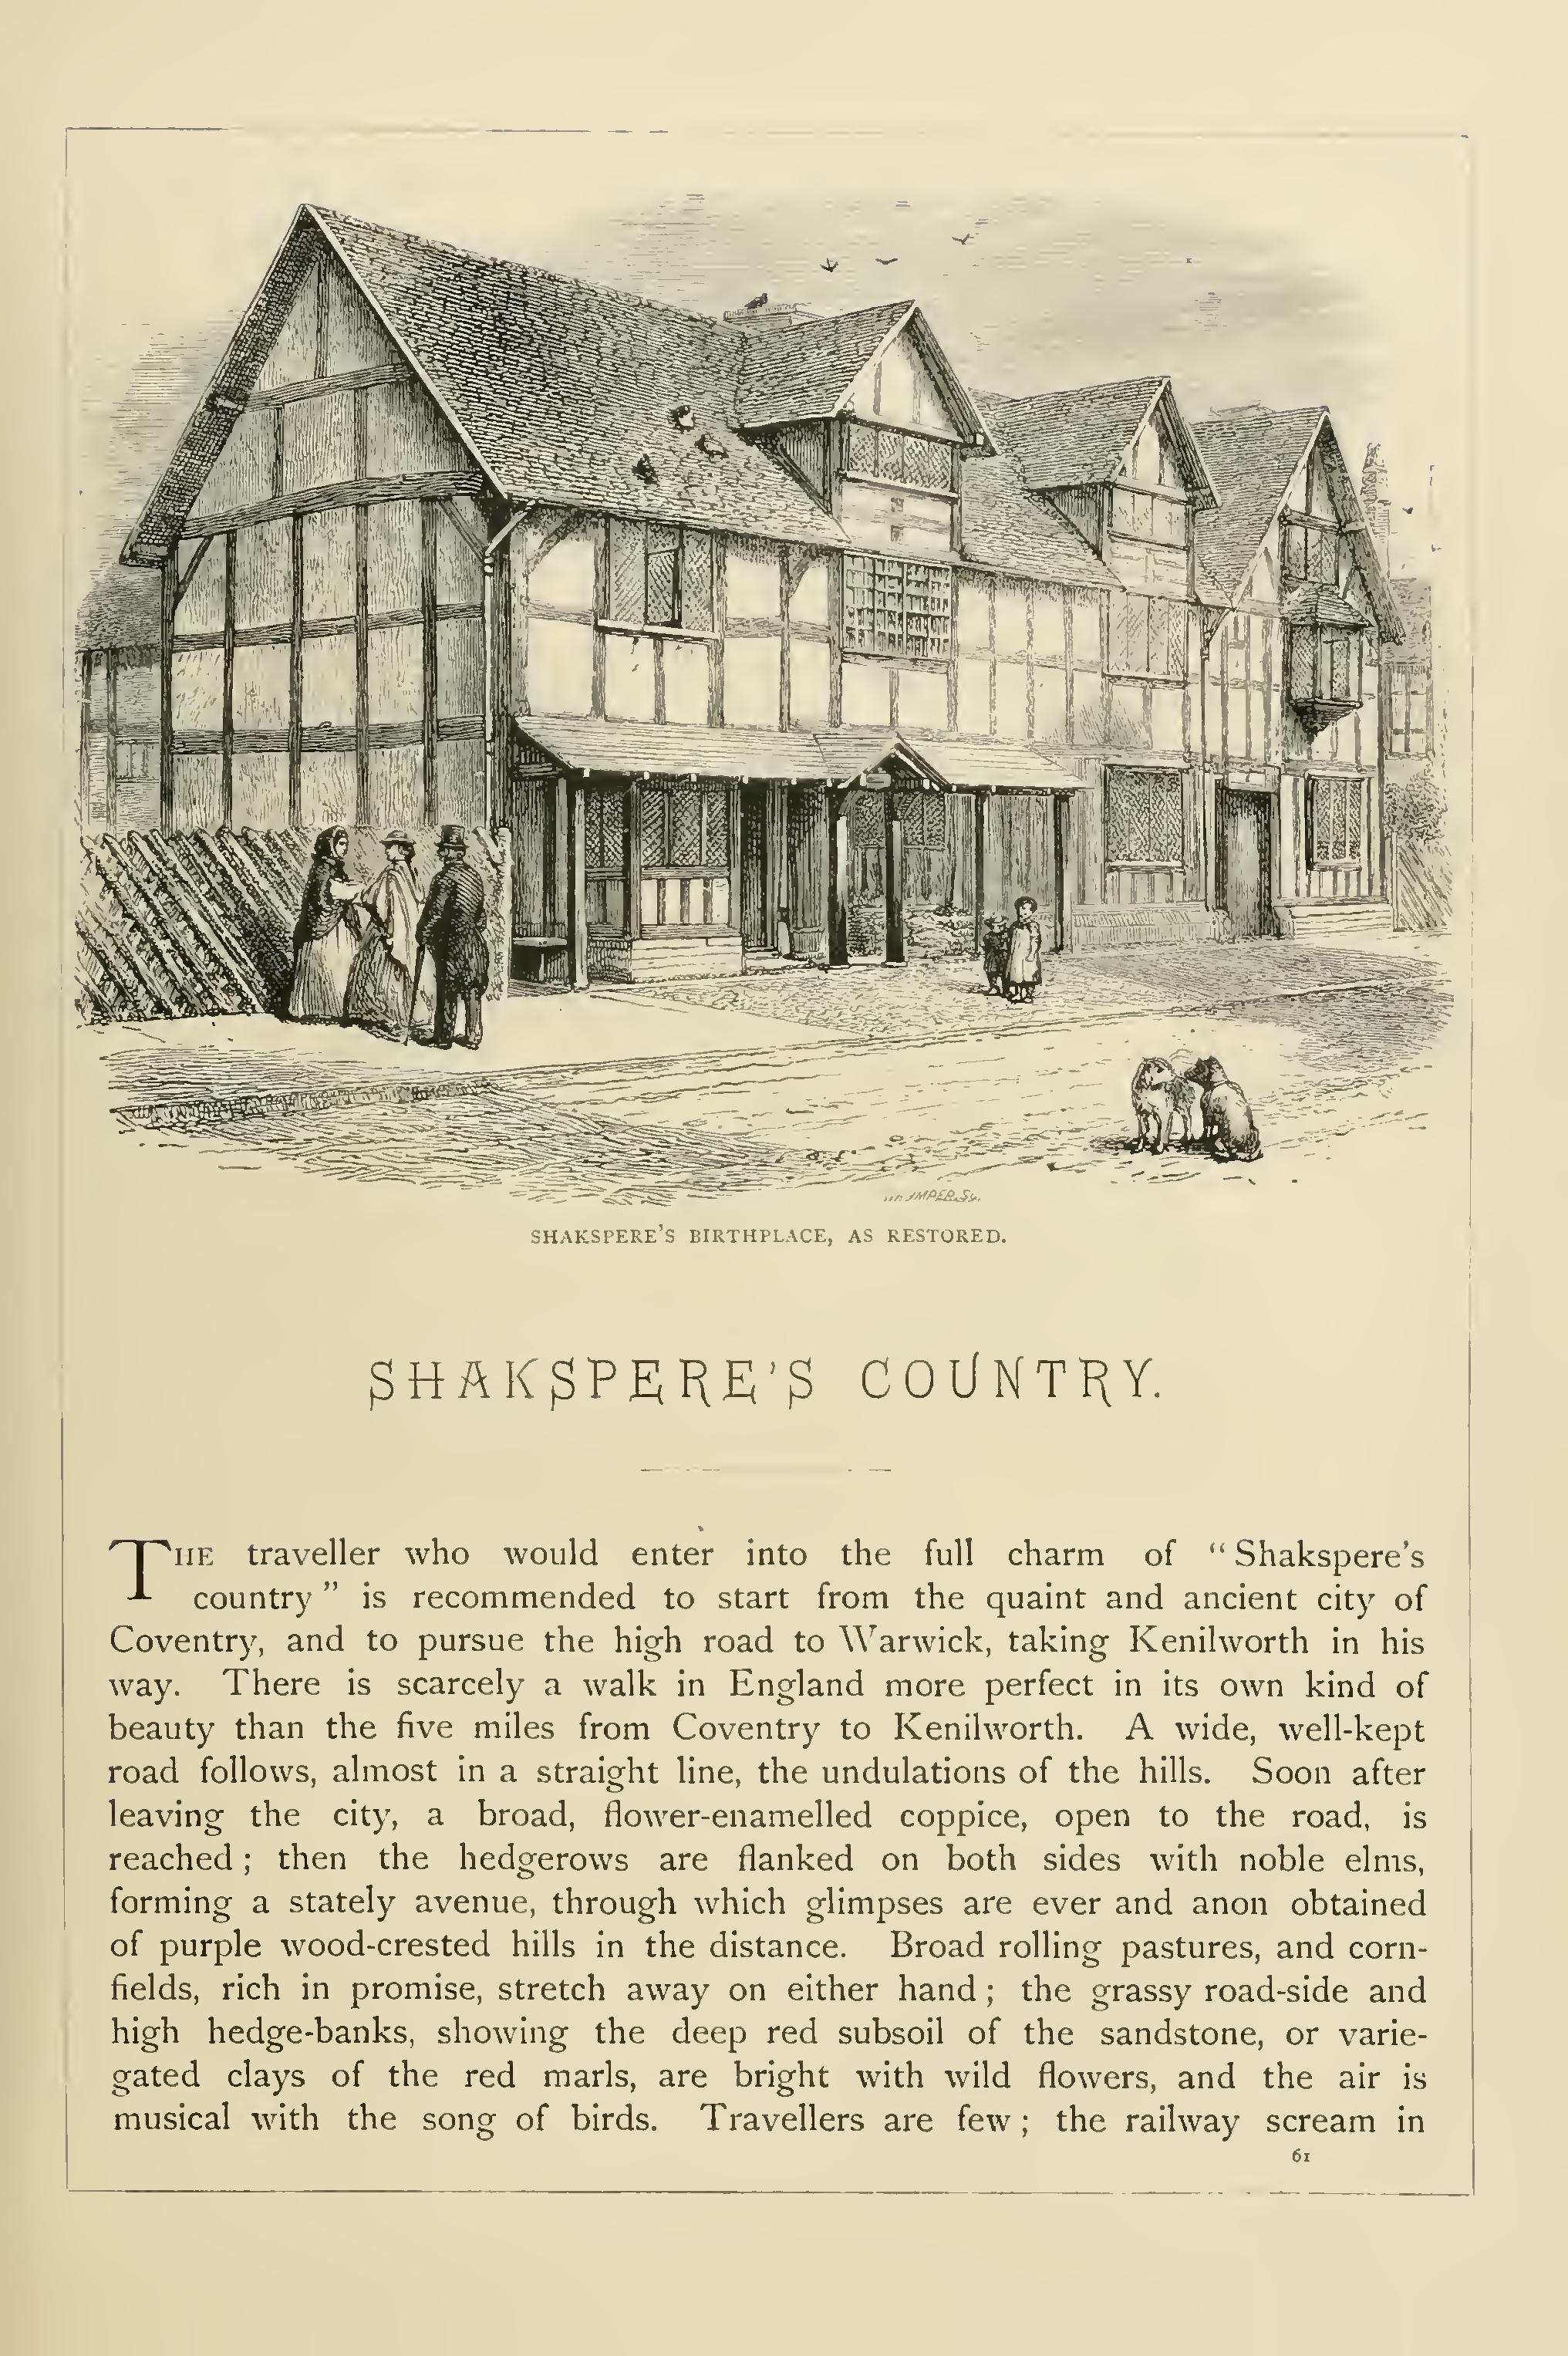 SHAKSPERE'S BIRTHPLACE, AS RESTORED.
SHAKSPERE'S COUNTRY.
THE traveller who would enter into the full charm of “Shakspere's
country” is recommended to start from the quaint and ancient city of
Coventry, and to pursue the high road to Warwick, taking Kenilworth in his
way. There is scarcely a walk in England more perfect in its own kind of
beauty than the five miles from Coventry to Kenilworth. A wide, well-kept
road follows, almost in a straight line, the undulations of the hills. Soon after
leaving the city, a broad, flower-enamelled coppice, open to the road, is
reached; then the hedgerows are flanked on both sides with noble elms,
forming a stately avenue, through which glimpses are ever and anon obtained
of purple wood-crested hills in the distance. Broad rolling pastures, and corn-
fields, rich in promise, stretch away on either hand; the grassy road-side and
high hedge-banks, showing the deep red subsoil of the sandstone, or varie-
gated clays of the red marls, are bright with wild flowers, and the air is
musical with the song of birds. Travellers are few; the railway scream in
61